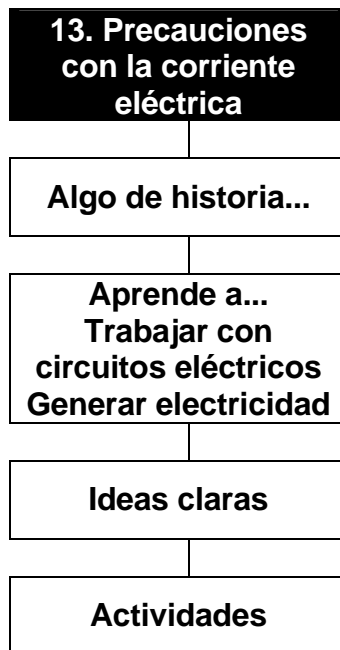 13. Precauciones
con la corriente
eléctrica
Algo de historia...
Aprende a...
Trabajar con
circuitos eléctricos
Generar electricidad
Ideas claras
Actividades